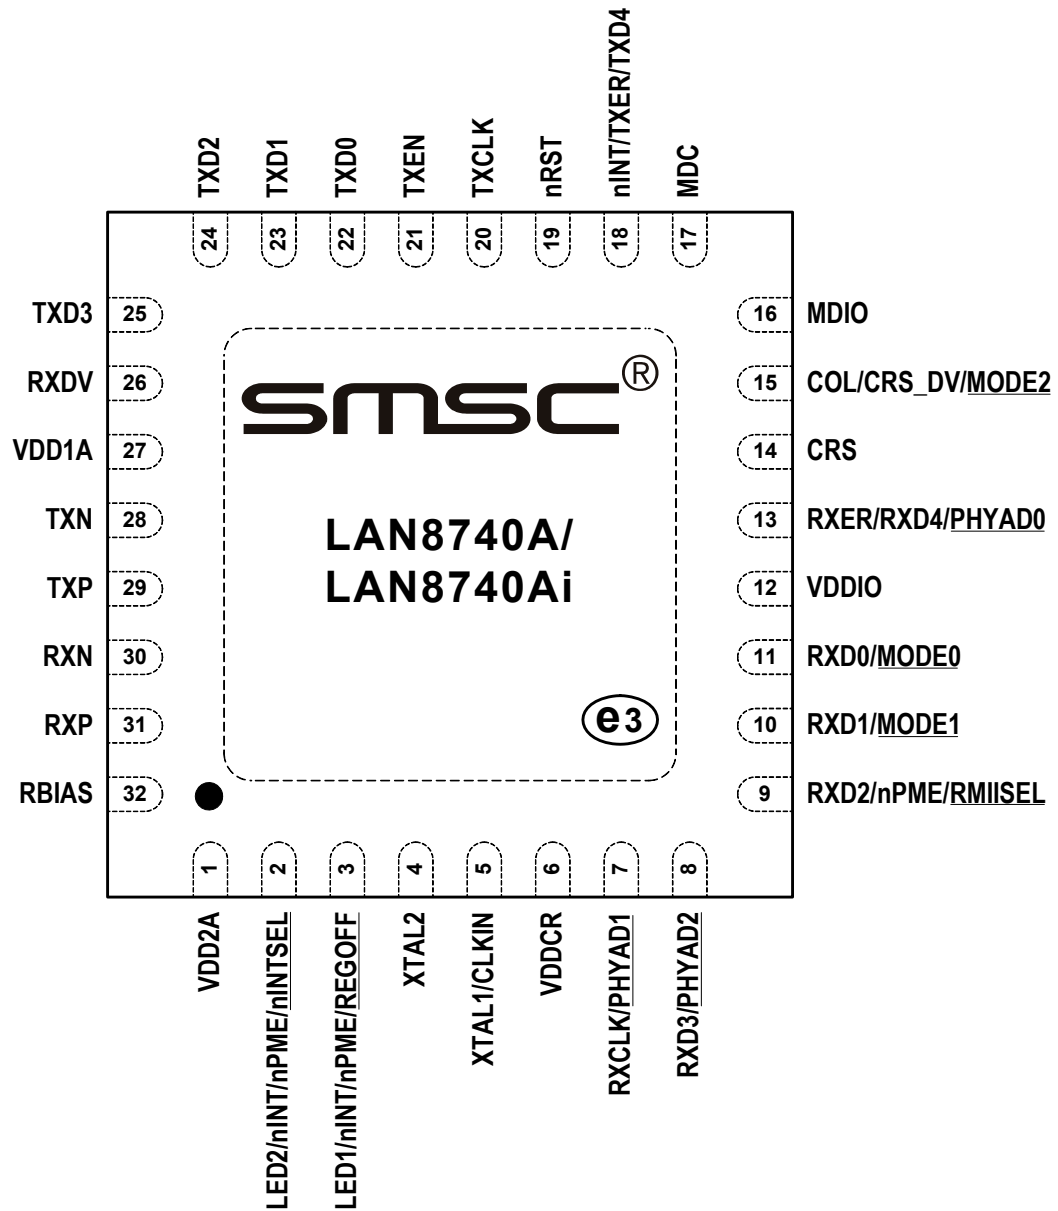 TXD2
TXD1
TXD0
TXEN
TXCLK
nRST
nINT/TXER/TXD4
MDC
24
23
22
21
20
19
18
17
TXD3 25
RXDV 26
VDD1A 27
TXN 28
TXP 29
RXN 30
RXP 31
RBIAS 32
smsc®
LAN8740A/
LAN8740Ai
e3
16 MDIO
15 COL/CRS_DV/MODE2
14 CRS
13 RXER/RXD4/PHYAD0
12 VDDIO
11 RXD0/MODE0
10 RXD1/MODE1
9 RXD2/nPME/RMIISEL
1
2
3
4
5
6
7
8
VDD2A
LED2/nINT/nPME/nINTSEL
LED1/nINT/nPME/REGOFF
XTAL2
XTAL1/CLKIN
VDDCR
RXCLK/PHYAD1
RXD3/PHYAD2